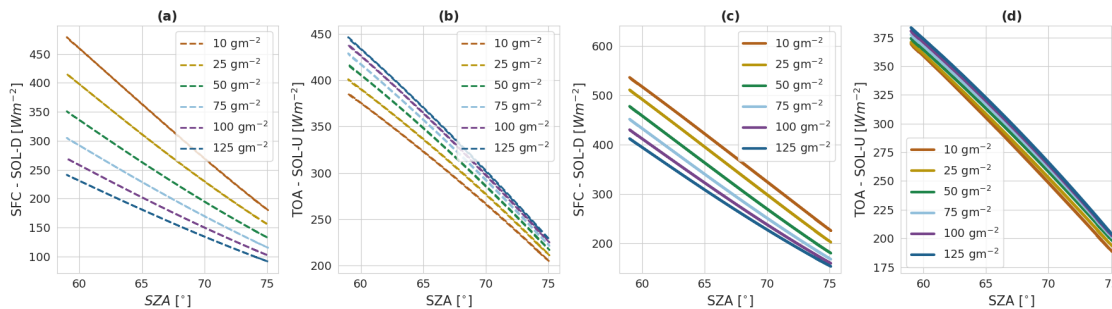 (a)
SFC - SOL-D [Wm⁻²]
450
400
350
300
250
200
150
100
60
65
70
75
SZA [°]
10 gm⁻²
25 gm⁻²
50 gm⁻²
75 gm⁻²
100 gm⁻²
125 gm⁻²
(b)
TOA - SOL-U [Wm⁻²]
450
400
350
300
250
200
60
65
70
75
SZA [°]
10 gm⁻²
25 gm⁻²
50 gm⁻²
75 gm⁻²
100 gm⁻²
125 gm⁻²
(c)
SFC - SOL-D [Wm⁻²]
600
500
400
300
200
60
65
70
75
SZA [°]
10 gm⁻²
25 gm⁻²
50 gm⁻²
75 gm⁻²
100 gm⁻²
125 gm⁻²
(d)
TOA - SOL-U [Wm⁻²]
375
350
325
300
275
250
225
200
175
60
65
70
75
SZA [°]
10 gm⁻²
25 gm⁻²
50 gm⁻²
75 gm⁻²
100 gm⁻²
125 gm⁻²